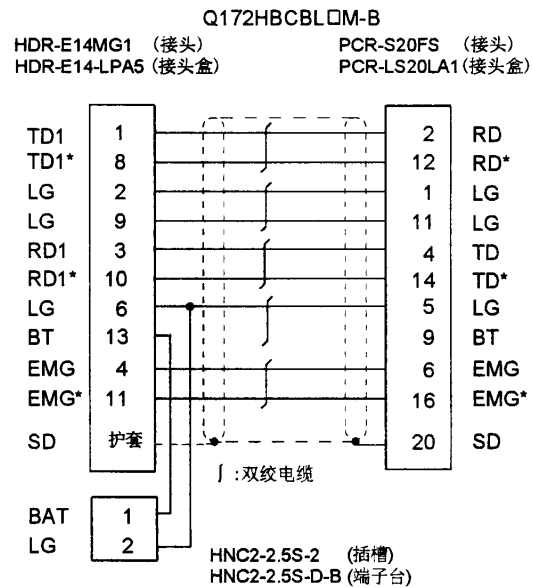 Q172HBCBL□M-B
HDR-E14MG1 (接头) PCR-S20FS (接头)
HDR-E14-LPA5 (接头盒) PCR-LS20LA1(接头盒)
TD1 1 2 RD
TD1* 8 12 RD*
LG 2 1 LG
LG 9 11 LG
RD1 3 4 TD
RD1* 10 14 TD*
LG 6 5 LG
BT 13 9 BT
EMG 4 6 EMG
EMG* 11 16 EMG*
SD 护套 20 SD
∫:双绞电缆
BAT 1
LG 2
HNC2-2.5S-2 (插槽)
HNC2-2.5S-D-B (端子台)